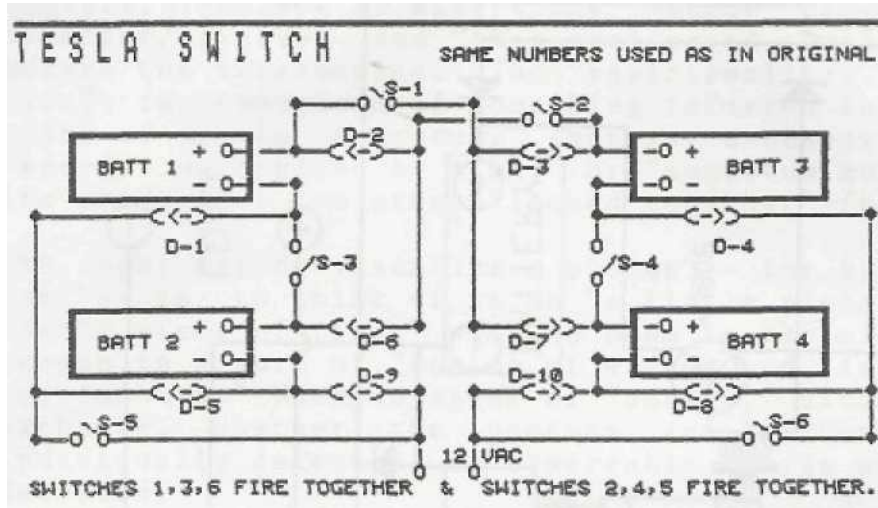 TESLA SWITCH
SAME NUMBERS USED AS IN ORIGINAL
S-1
S-2
D-2
D-3
BATT 1
+
-
BATT 3
+
-
D-1
D-4
S-3
S-4
BATT 2
+
-
D-6
D-7
BATT 4
+
-
D-9
D-10
D-5
D-8
S-5
S-6
12 VAC
SWITCHES 1,3,6 FIRE TOGETHER & SWITCHES 2,4,5 FIRE TOGETHER.